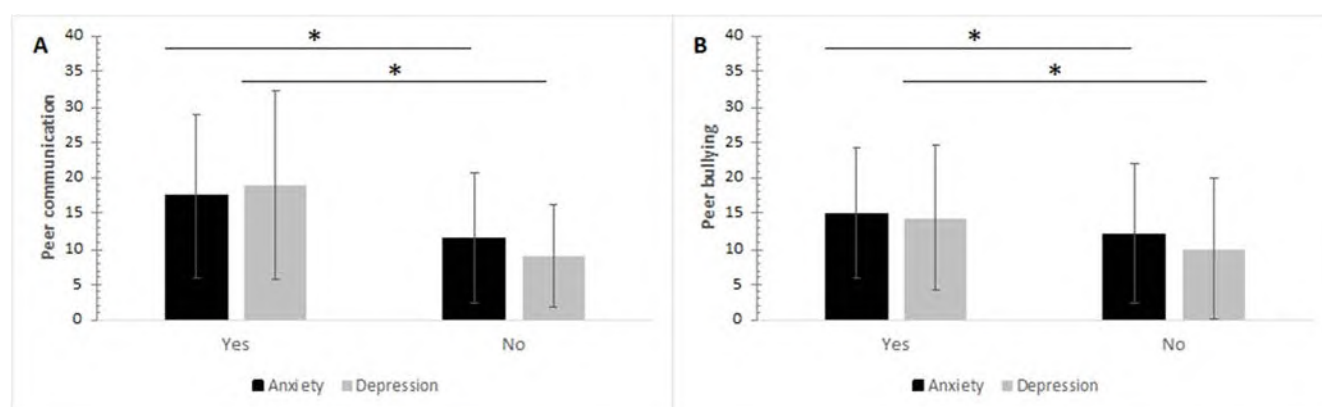 A
Peer communication
40
35
30
25
20
15
10
5
0
*
*
Yes No
Anxiety Depression
B
Peer bullying
40
35
30
25
20
15
10
5
0
*
*
Yes No
Anxiety Depression